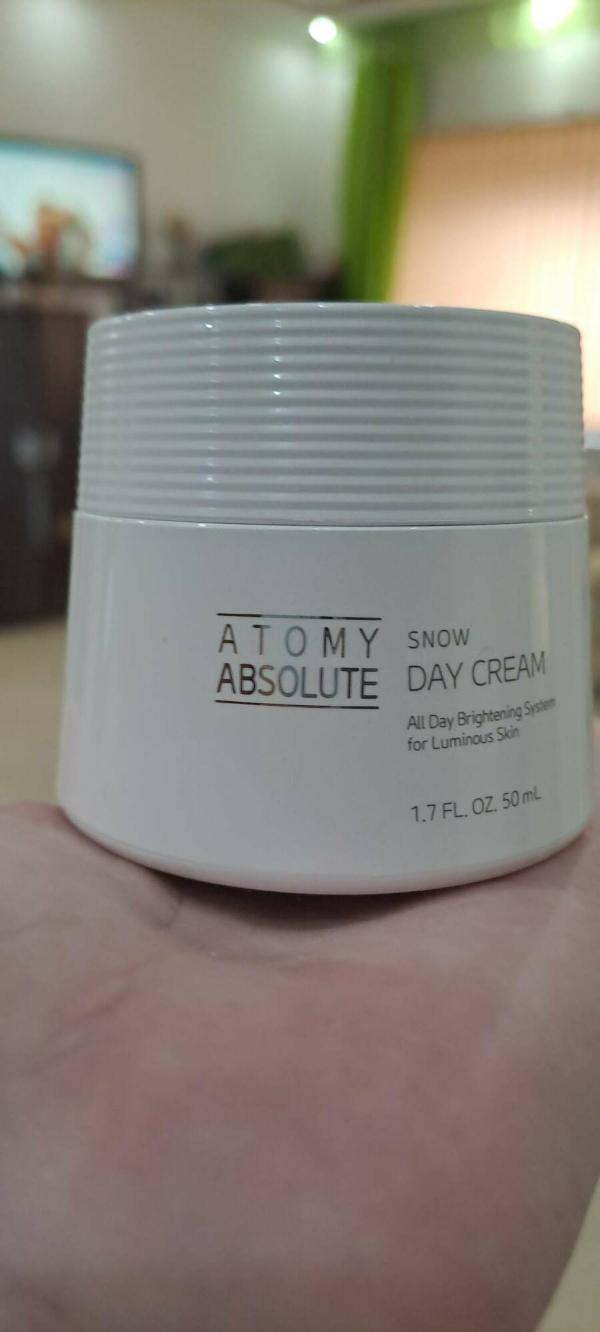 ATOMY
ABSOLUTE
SNOW
DAY CREAM
All Day Brightening System
for Luminous Skin
1.7 FL. OZ. 50 mL